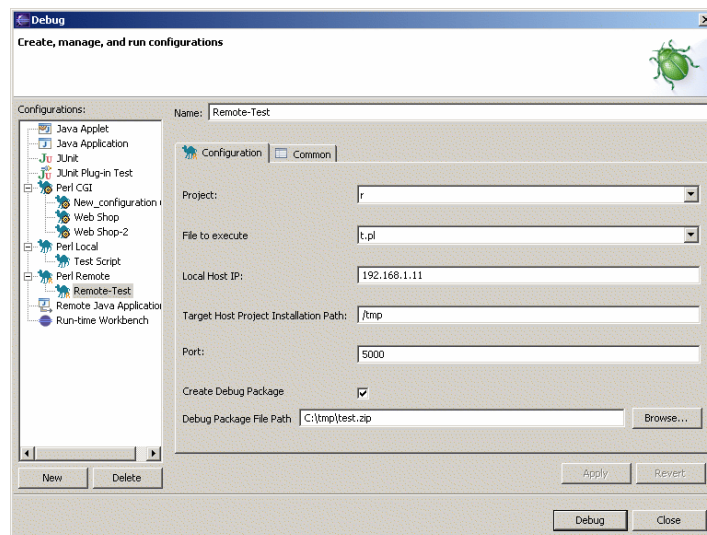 Debug
Create, manage, and run configurations
Configurations:
Java Applet
Java Application
JUnit
JUnit Plug-in Test
Perl CGI
New_configuration
Web Shop
Web Shop-2
Perl Local
Test Script
Perl Remote
Remote-Test
Remote Java Applicatio
Run-time Workbench
New
Delete
Name: Remote-Test
Configuration
Common
Project: r
File to execute t.pl
Local Host IP: 192.168.1.11
Target Host Project Installation Path: /tmp
Port: 5000
Create Debug Package
Debug Package File Path C:\tmp\test.zip Browse...
Apply
Revert
Debug
Close